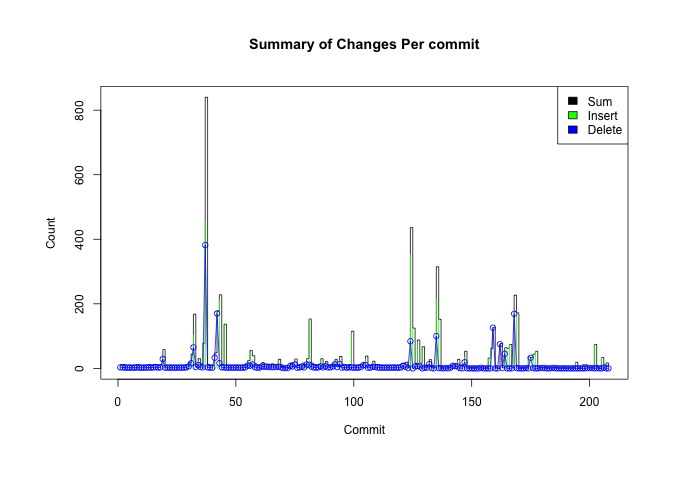 Summary of Changes Per commit
Sum
Insert
Delete
Count
800
600
400
200
0
0 50 100 150 200
Commit